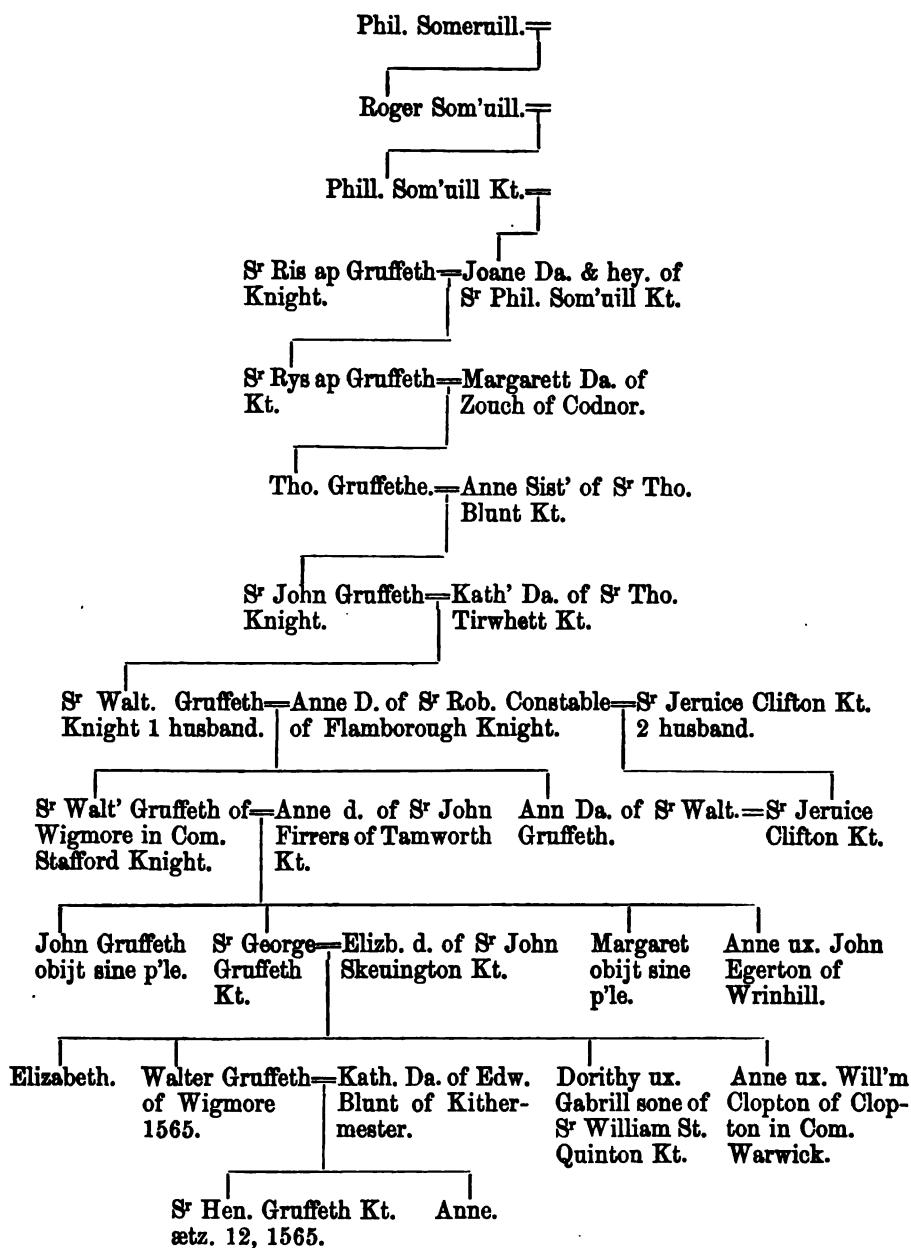 Phil. Someruill.=
Roger Som'uill.=
Phill. Som'uill Kt.=
Sr Ris ap Gruffeth=Joane Da. & hey. of
Knight. Sr Phil. Som'uill Kt.
Sr Rys ap Gruffeth=Margarett Da. of
Kt. Zouch of Codnor.
Tho. Gruffethe.=Anne Sist' of Sr Tho.
Blunt Kt.
Sr John Gruffeth=Kath' Da. of Sr Tho.
Knight. Tirwhett Kt.
Sr Walt. Gruffeth=Anne D. of Sr Rob. Constable=Sr Jeruice Clifton Kt.
Knight 1 husband. of Flamborough Knight. 2 husband.
Sr Walt' Gruffeth of=Anne d. of Sr John Ann Da. of Sr Walt.=Sr Jeruice
Wigmore in Com. Firrers of Tamworth Gruffeth. Clifton Kt.
Stafford Knight. Kt.
John Gruffeth Sr George=Elizb. d. of Sr John Margaret Anne ux. John
obijt sine p'le. Gruffeth Skeuington Kt. obijt sine Egerton of
Kt. p'le. Wrinhill.
Elizabeth. Walter Gruffeth=Kath. Da. of Edw. Dorithy ux. Anne ux. Will'm
of Wigmore Blunt of Kither- Gabrill sone of Clopton of Clop-
1565. mester. Sr William St. ton in Com.
Quinton Kt. Warwick.
Sr Hen. Gruffeth Kt. Anne.
ætz. 12, 1565.